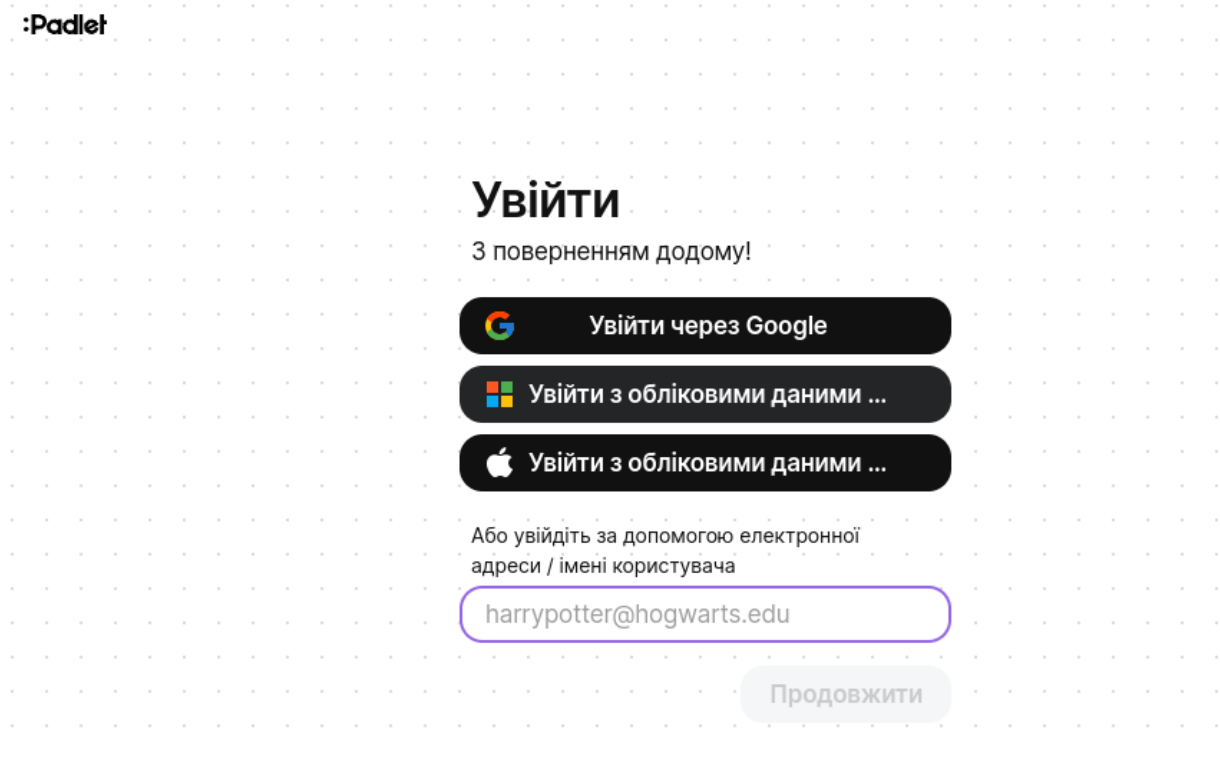 :Padlet
Увійти
З поверненням додому!
Увійти через Google
Увійти з обліковими даними ...
Увійти з обліковими даними ...
Або увійдіть за допомогою електронної
адреси / імені користувача
harrypotter@hogwarts.edu
Продовжити